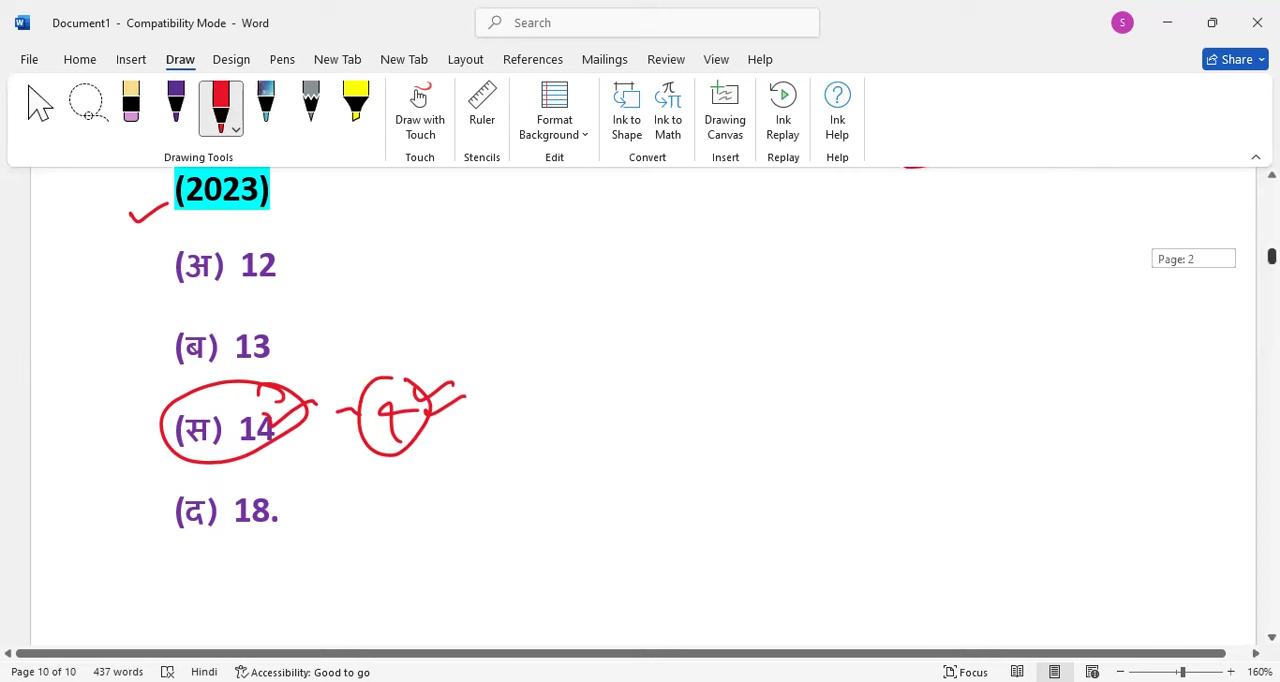 Document1 - Compatibility Mode - Word
Search
S
File Home Insert Draw Design Pens New Tab New Tab Layout References Mailings Review View Help
Share
Draw with Touch
Ruler
Format Background
Ink to Shape
Ink to Math
Drawing Canvas
Ink Replay
Ink Help
Drawing Tools Touch Stencils Edit Convert Insert Replay Help
(2023)
(अ) 12
Page: 2
(ब) 13
(स) 14
(द) 18.
Page 10 of 10 437 words Hindi Accessibility: Good to go Focus 160%